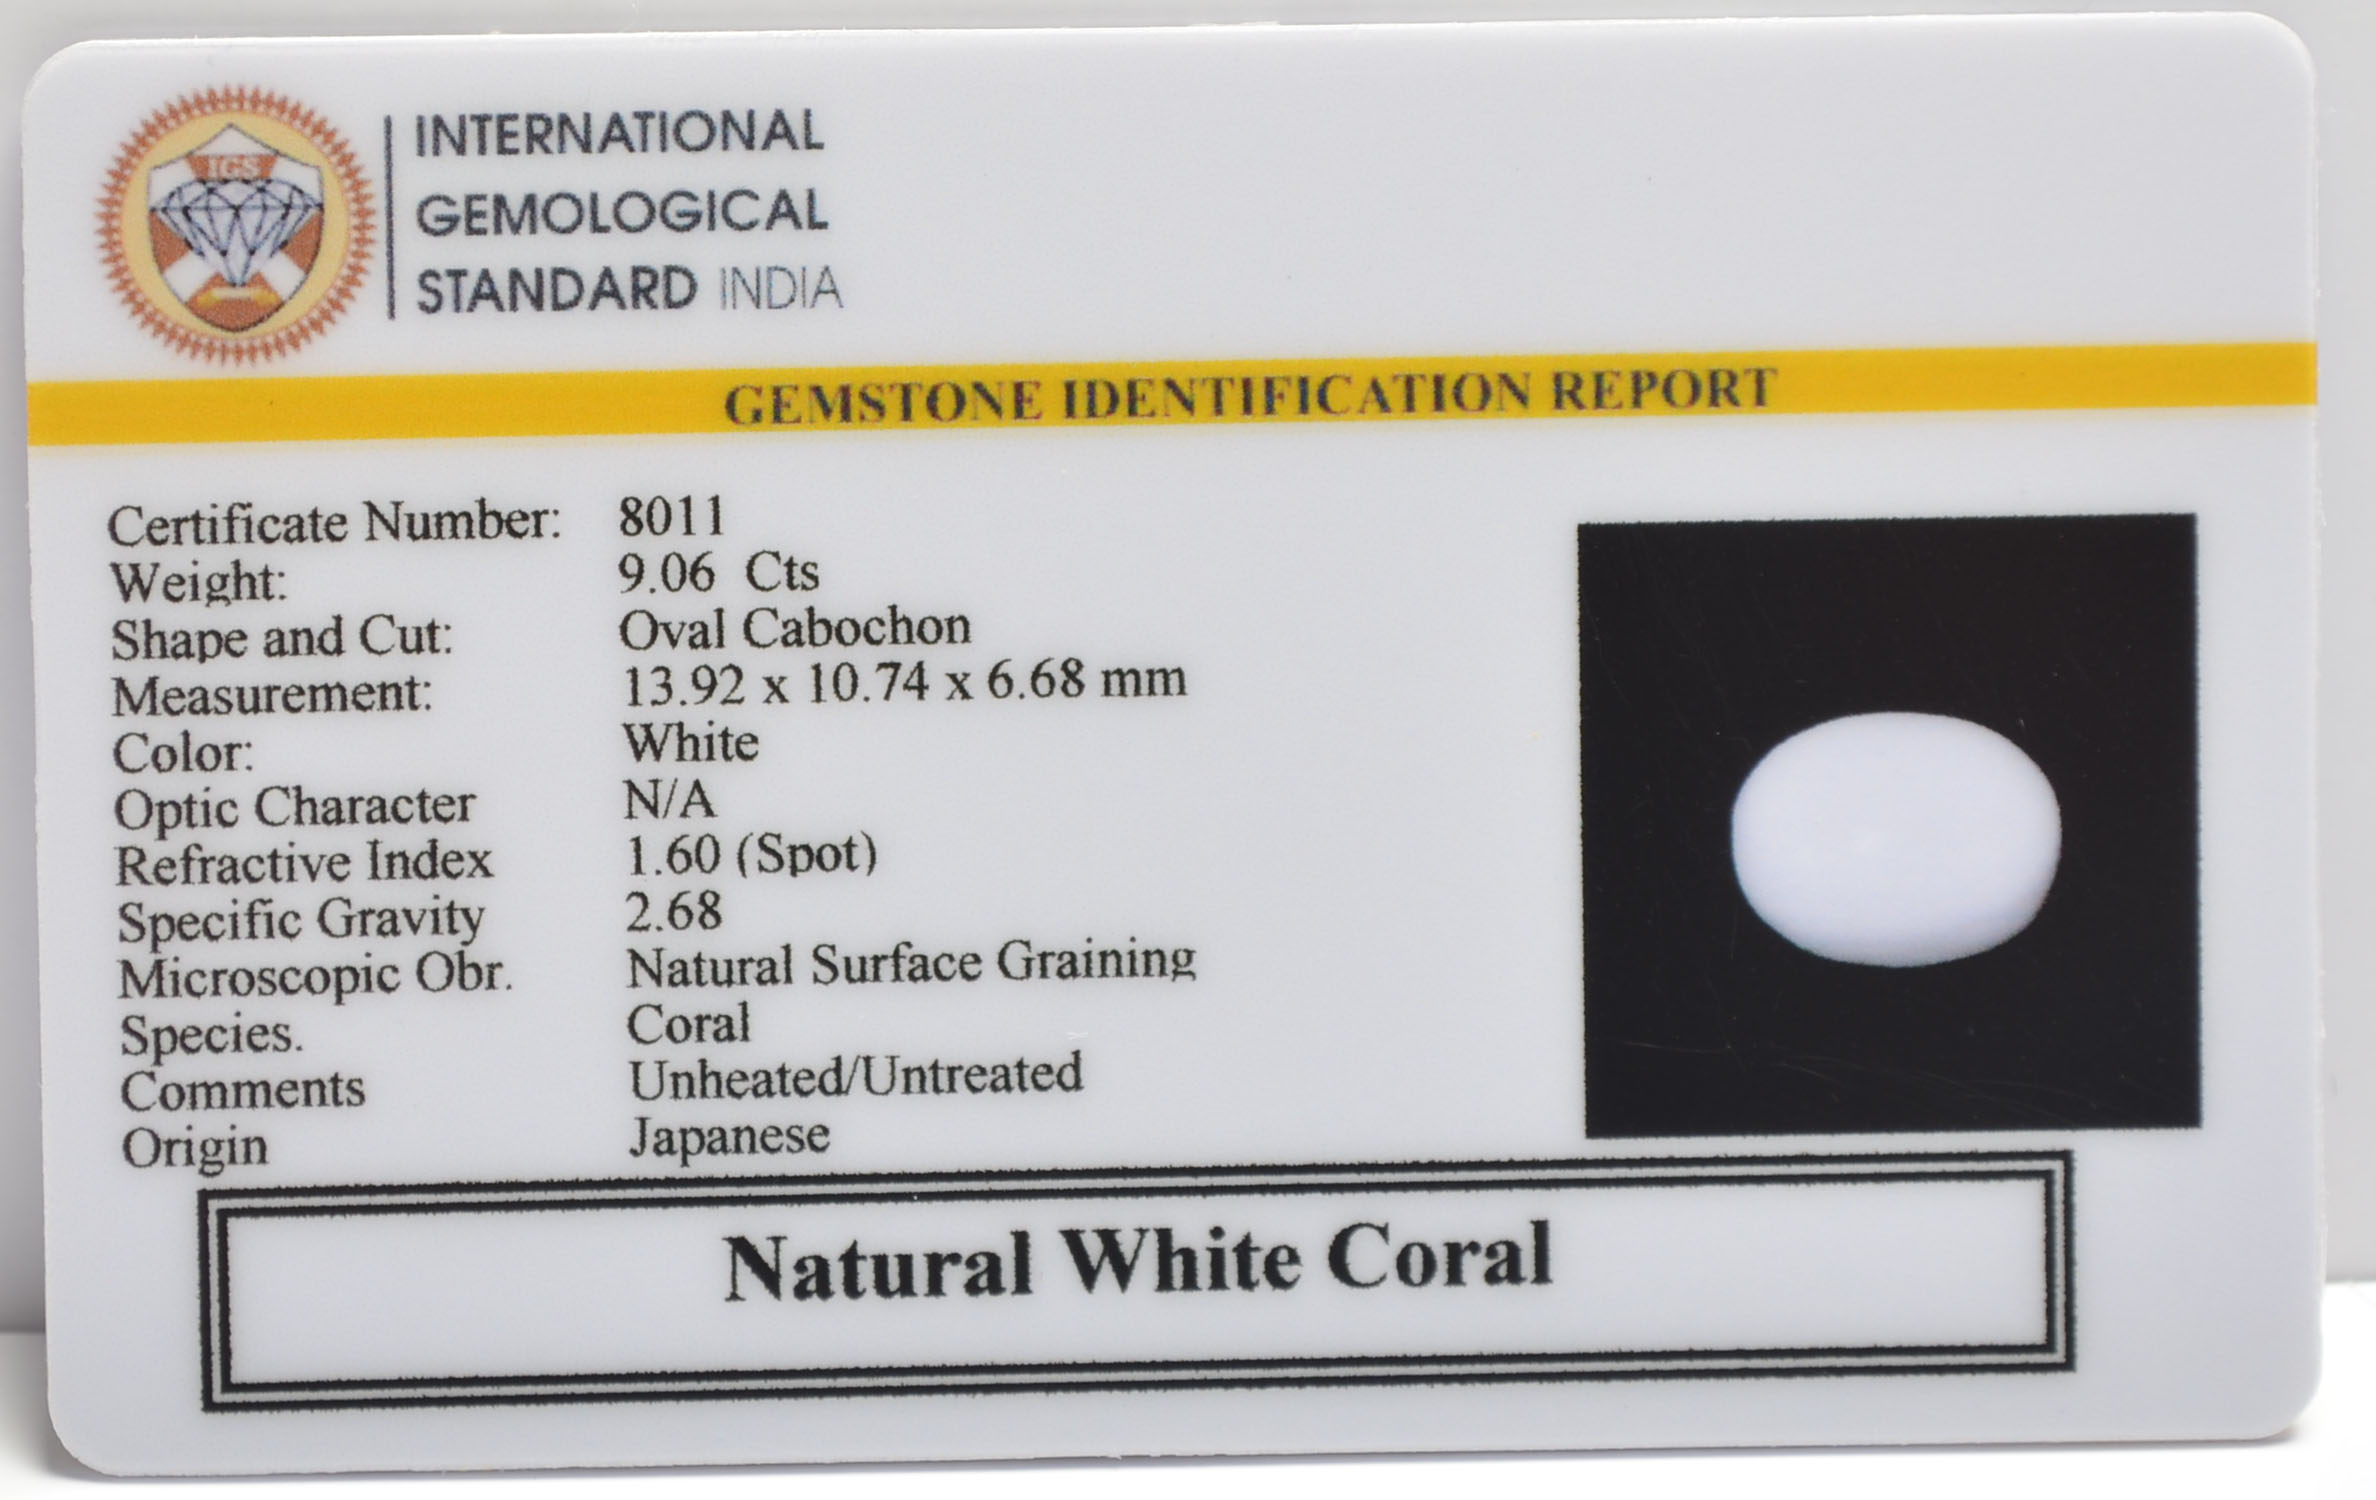 IGS
INTERNATIONAL
GEMOLOGICAL
STANDARD INDIA
GEMSTONE IDENTIFICATION REPORT
Certificate Number: 8011
Weight: 9.06 Cts
Shape and Cut: Oval Cabochon
Measurement: 13.92 x 10.74 x 6.68 mm
Color: White
Optic Character N/A
Refractive Index 1.60 (Spot)
Specific Gravity 2.68
Microscopic Obr. Natural Surface Graining
Species. Coral
Comments Unheated/Untreated
Origin Japanese
Natural White Coral